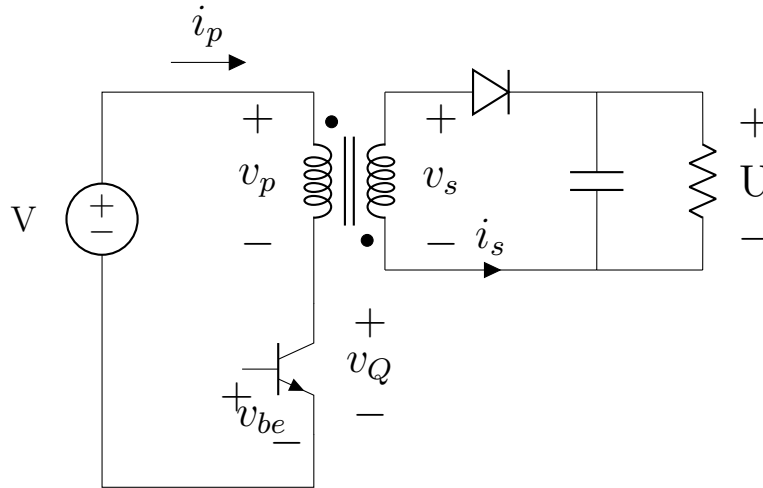 i_p
+ + +
V + − v_p v_s U
− − −
i_s
+
v_Q
+ v_be −
−